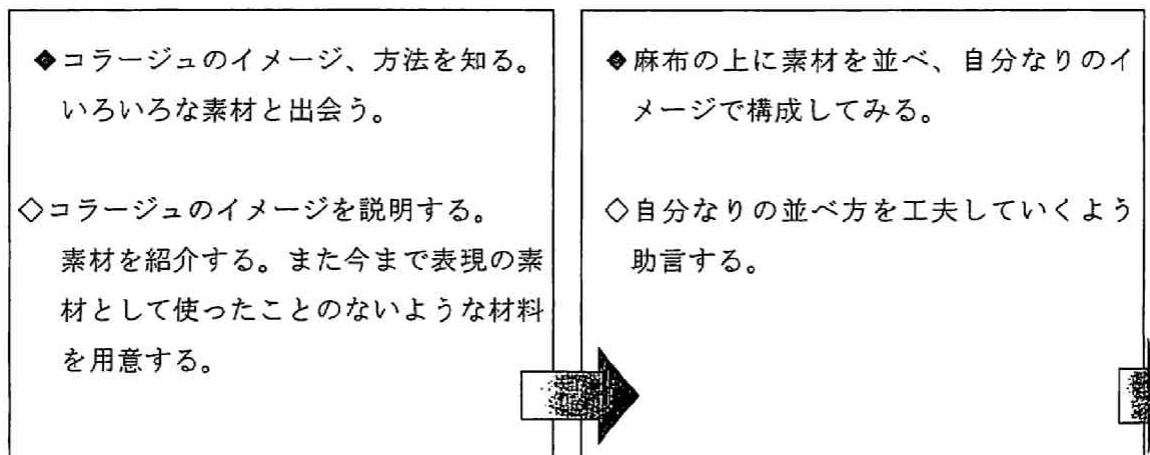 ◆コラージュのイメージ、方法を知る。
いろいろな素材と出会う。
◇コラージュのイメージを説明する。
素材を紹介する。また今まで表現の素
材として使ったことのないような材料
を用意する。
◆麻布の上に素材を並べ、自分なりのイ
メージで構成してみる。
◇自分なりの並べ方を工夫していくよう
助言する。